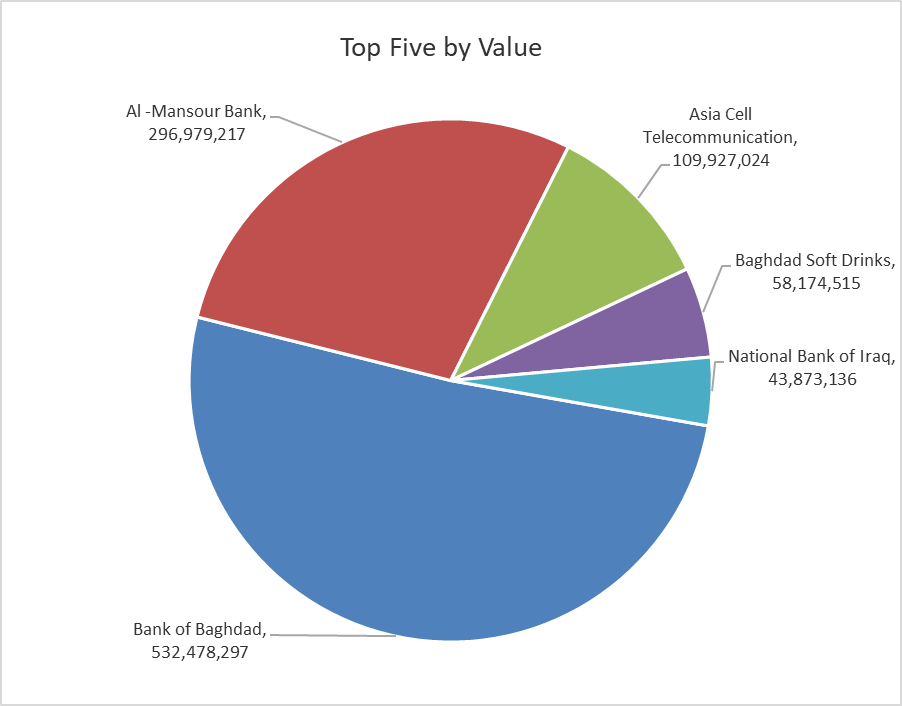 Top Five by Value
Al -Mansour Bank,
296,979,217
Asia Cell
Telecommunication,
109,927,024
Baghdad Soft Drinks,
58,174,515
National Bank of Iraq,
43,873,136
Bank of Baghdad,
532,478,297